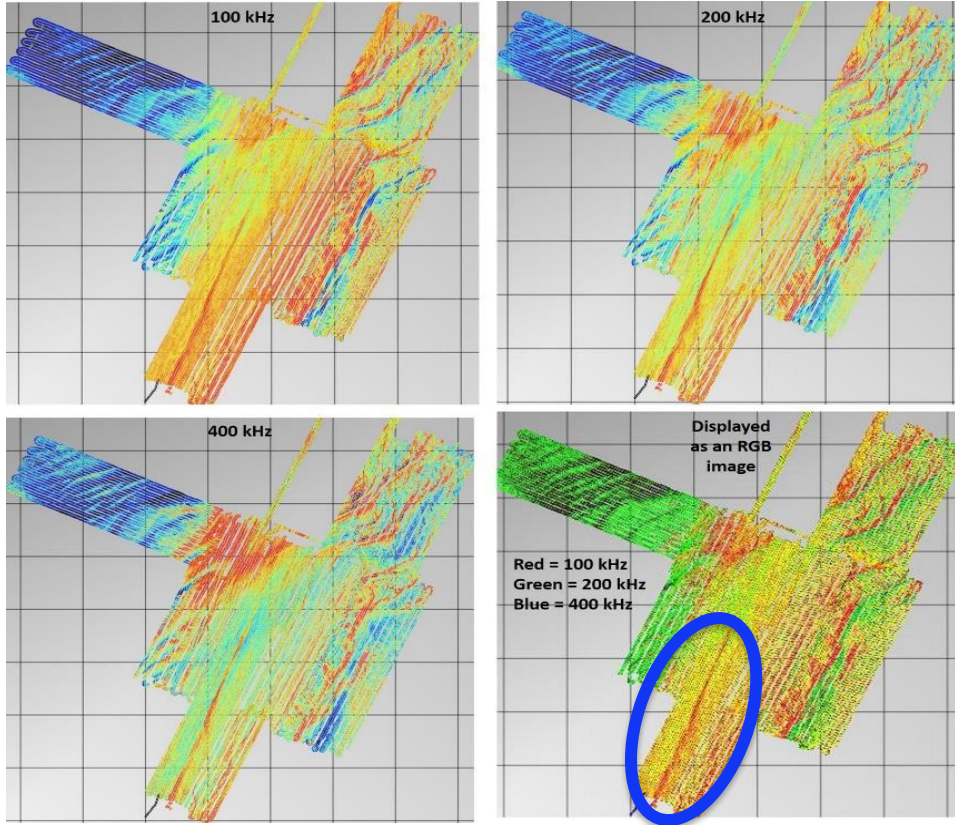 100 kHz
200 kHz
400 kHz
Displayed
as an RGB
image
Red = 100 kHz
Green = 200 kHz
Blue = 400 kHz